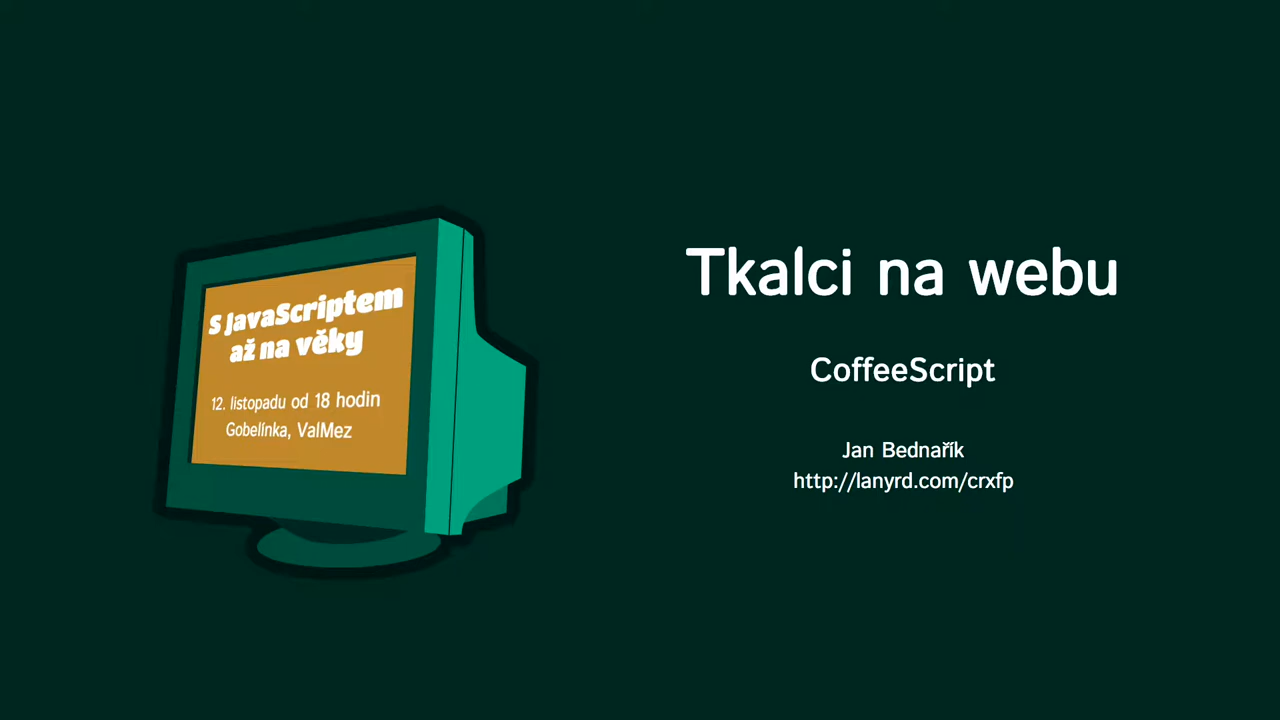 S JavaScriptem
až na věky
12. listopadu od 18 hodin
Gobelínka, ValMez
Tkalci na webu
CoffeeScript
Jan Bednařík
http://lanyrd.com/crxfp